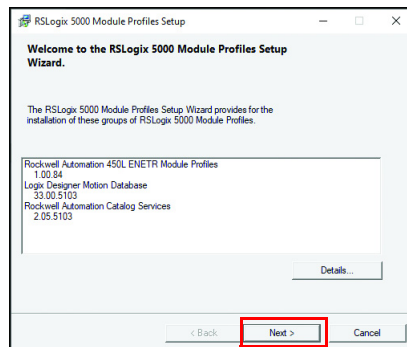 RSLogix 5000 Module Profiles Setup
Welcome to the RSLogix 5000 Module Profiles Setup
Wizard.
The RSLogix 5000 Module Profiles Setup Wizard provides for the
installation of these groups of RSLogix 5000 Module Profiles.
Rockwell Automation 450L ENETR Module Profiles
1.00.84
Logix Designer Motion Database
33.00.5103
Rockwell Automation Catalog Services
2.05.5103
Details...
< Back
Next >
Cancel